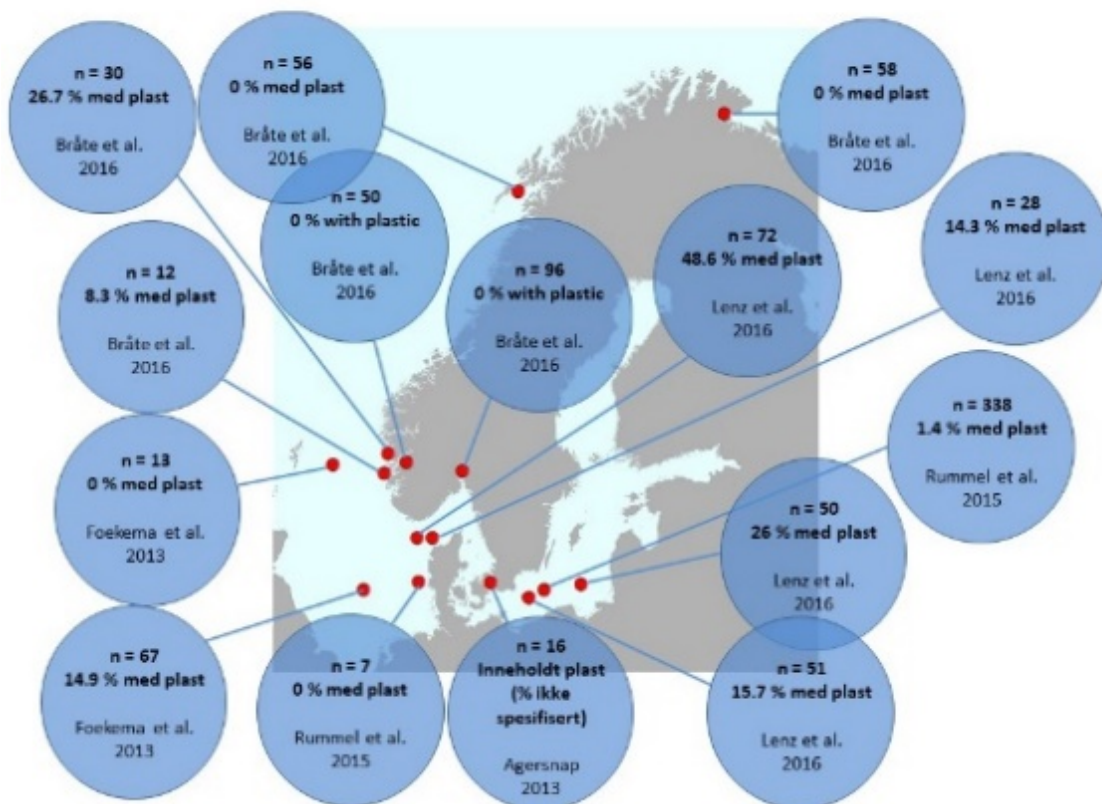 n = 30
26.7 % med plast
Bråte et al.
2016
n = 56
0 % med plast
Bråte et al.
2016
n = 58
0 % med plast
Bråte et al.
2016
n = 50
0 % with plastic
Bråte et al.
2016
n = 28
14.3 % med plast
Lenz et al.
2016
n = 12
8.3 % med plast
Bråte et al.
2016
n = 96
0 % with plastic
Bråte et al.
2016
n = 72
48.6 % med plast
Lenz et al.
2016
n = 338
1.4 % med plast
Rummel et al.
2015
n = 13
0 % med plast
Foekema et al.
2013
n = 50
26 % med plast
Lenz et al.
2016
n = 67
14.9 % med plast
Foekema et al.
2013
n = 7
0 % med plast
Rummel et al.
2015
n = 16
Inneholdt plast
(% ikke
spesifisert)
Agersnap
2013
n = 51
15.7 % med plast
Lenz et al.
2016